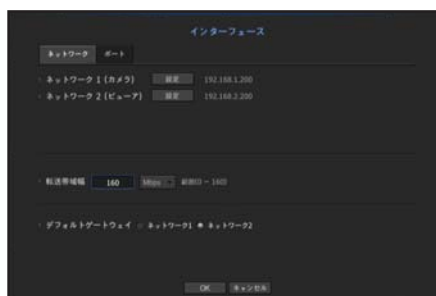 インターフェース
ネットワーク ポート
ネットワーク 1 (カメラ) 設定 192.168.1.200
ネットワーク 2 (ビューア) 設定 192.168.2.200
転送帯域幅 160 Mbps
デフォルトゲートウェイ ネットワーク1 ネットワーク2
OK キャンセル